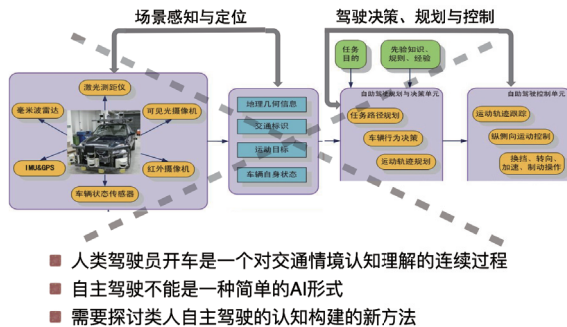 场景感知与定位
驾驶决策、规划与控制
任务
目的
先验知识、
规则、经验
激光测距仪
毫米波雷达
可见光摄像机
IMU&GPS
红外摄像机
车辆状态传感器
地理几何信息
交通标识
运动目标
车辆自身状态
自助驾驶规划与决策单元
任务路径规划
车辆行为决策
运动轨迹规划
自助驾驶控制单元
运动轨迹跟踪
纵侧向运动控制
换挡、转向、
加速、制动操作
人类驾驶员开车是一个对交通情境认知理解的连续过程
自主驾驶不能是一种简单的AI形式
需要探讨类人自主驾驶的认知构建的新方法